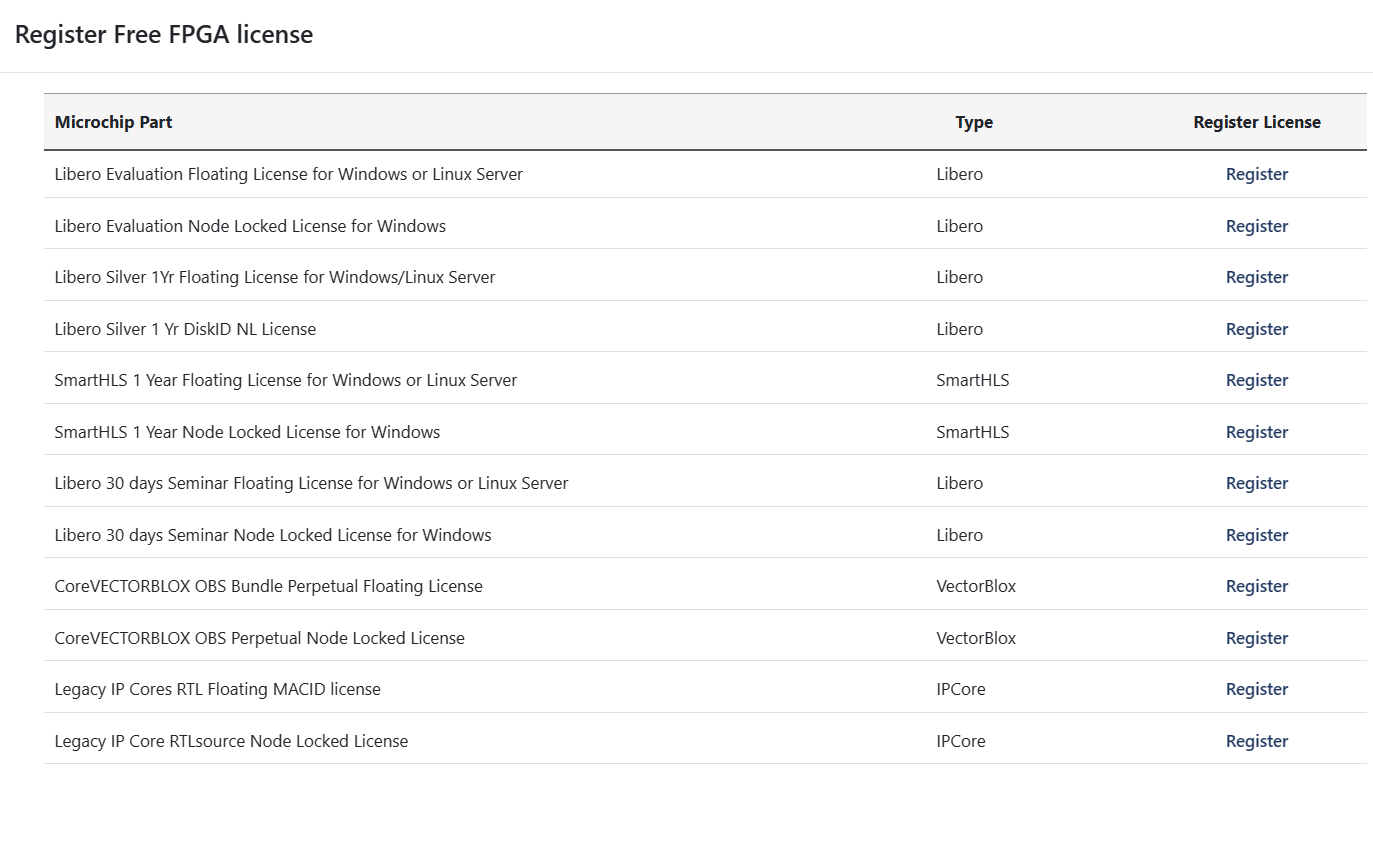 Register Free FPGA license
Microchip Part Type Register License
Libero Evaluation Floating License for Windows or Linux Server Libero Register
Libero Evaluation Node Locked License for Windows Libero Register
Libero Silver 1Yr Floating License for Windows/Linux Server Libero Register
Libero Silver 1 Yr DiskID NL License Libero Register
SmartHLS 1 Year Floating License for Windows or Linux Server SmartHLS Register
SmartHLS 1 Year Node Locked License for Windows SmartHLS Register
Libero 30 days Seminar Floating License for Windows or Linux Server Libero Register
Libero 30 days Seminar Node Locked License for Windows Libero Register
CoreVECTORBLOX OBS Bundle Perpetual Floating License VectorBlox Register
CoreVECTORBLOX OBS Perpetual Node Locked License VectorBlox Register
Legacy IP Cores RTL Floating MACID license IPCore Register
Legacy IP Core RTLsource Node Locked License IPCore Register